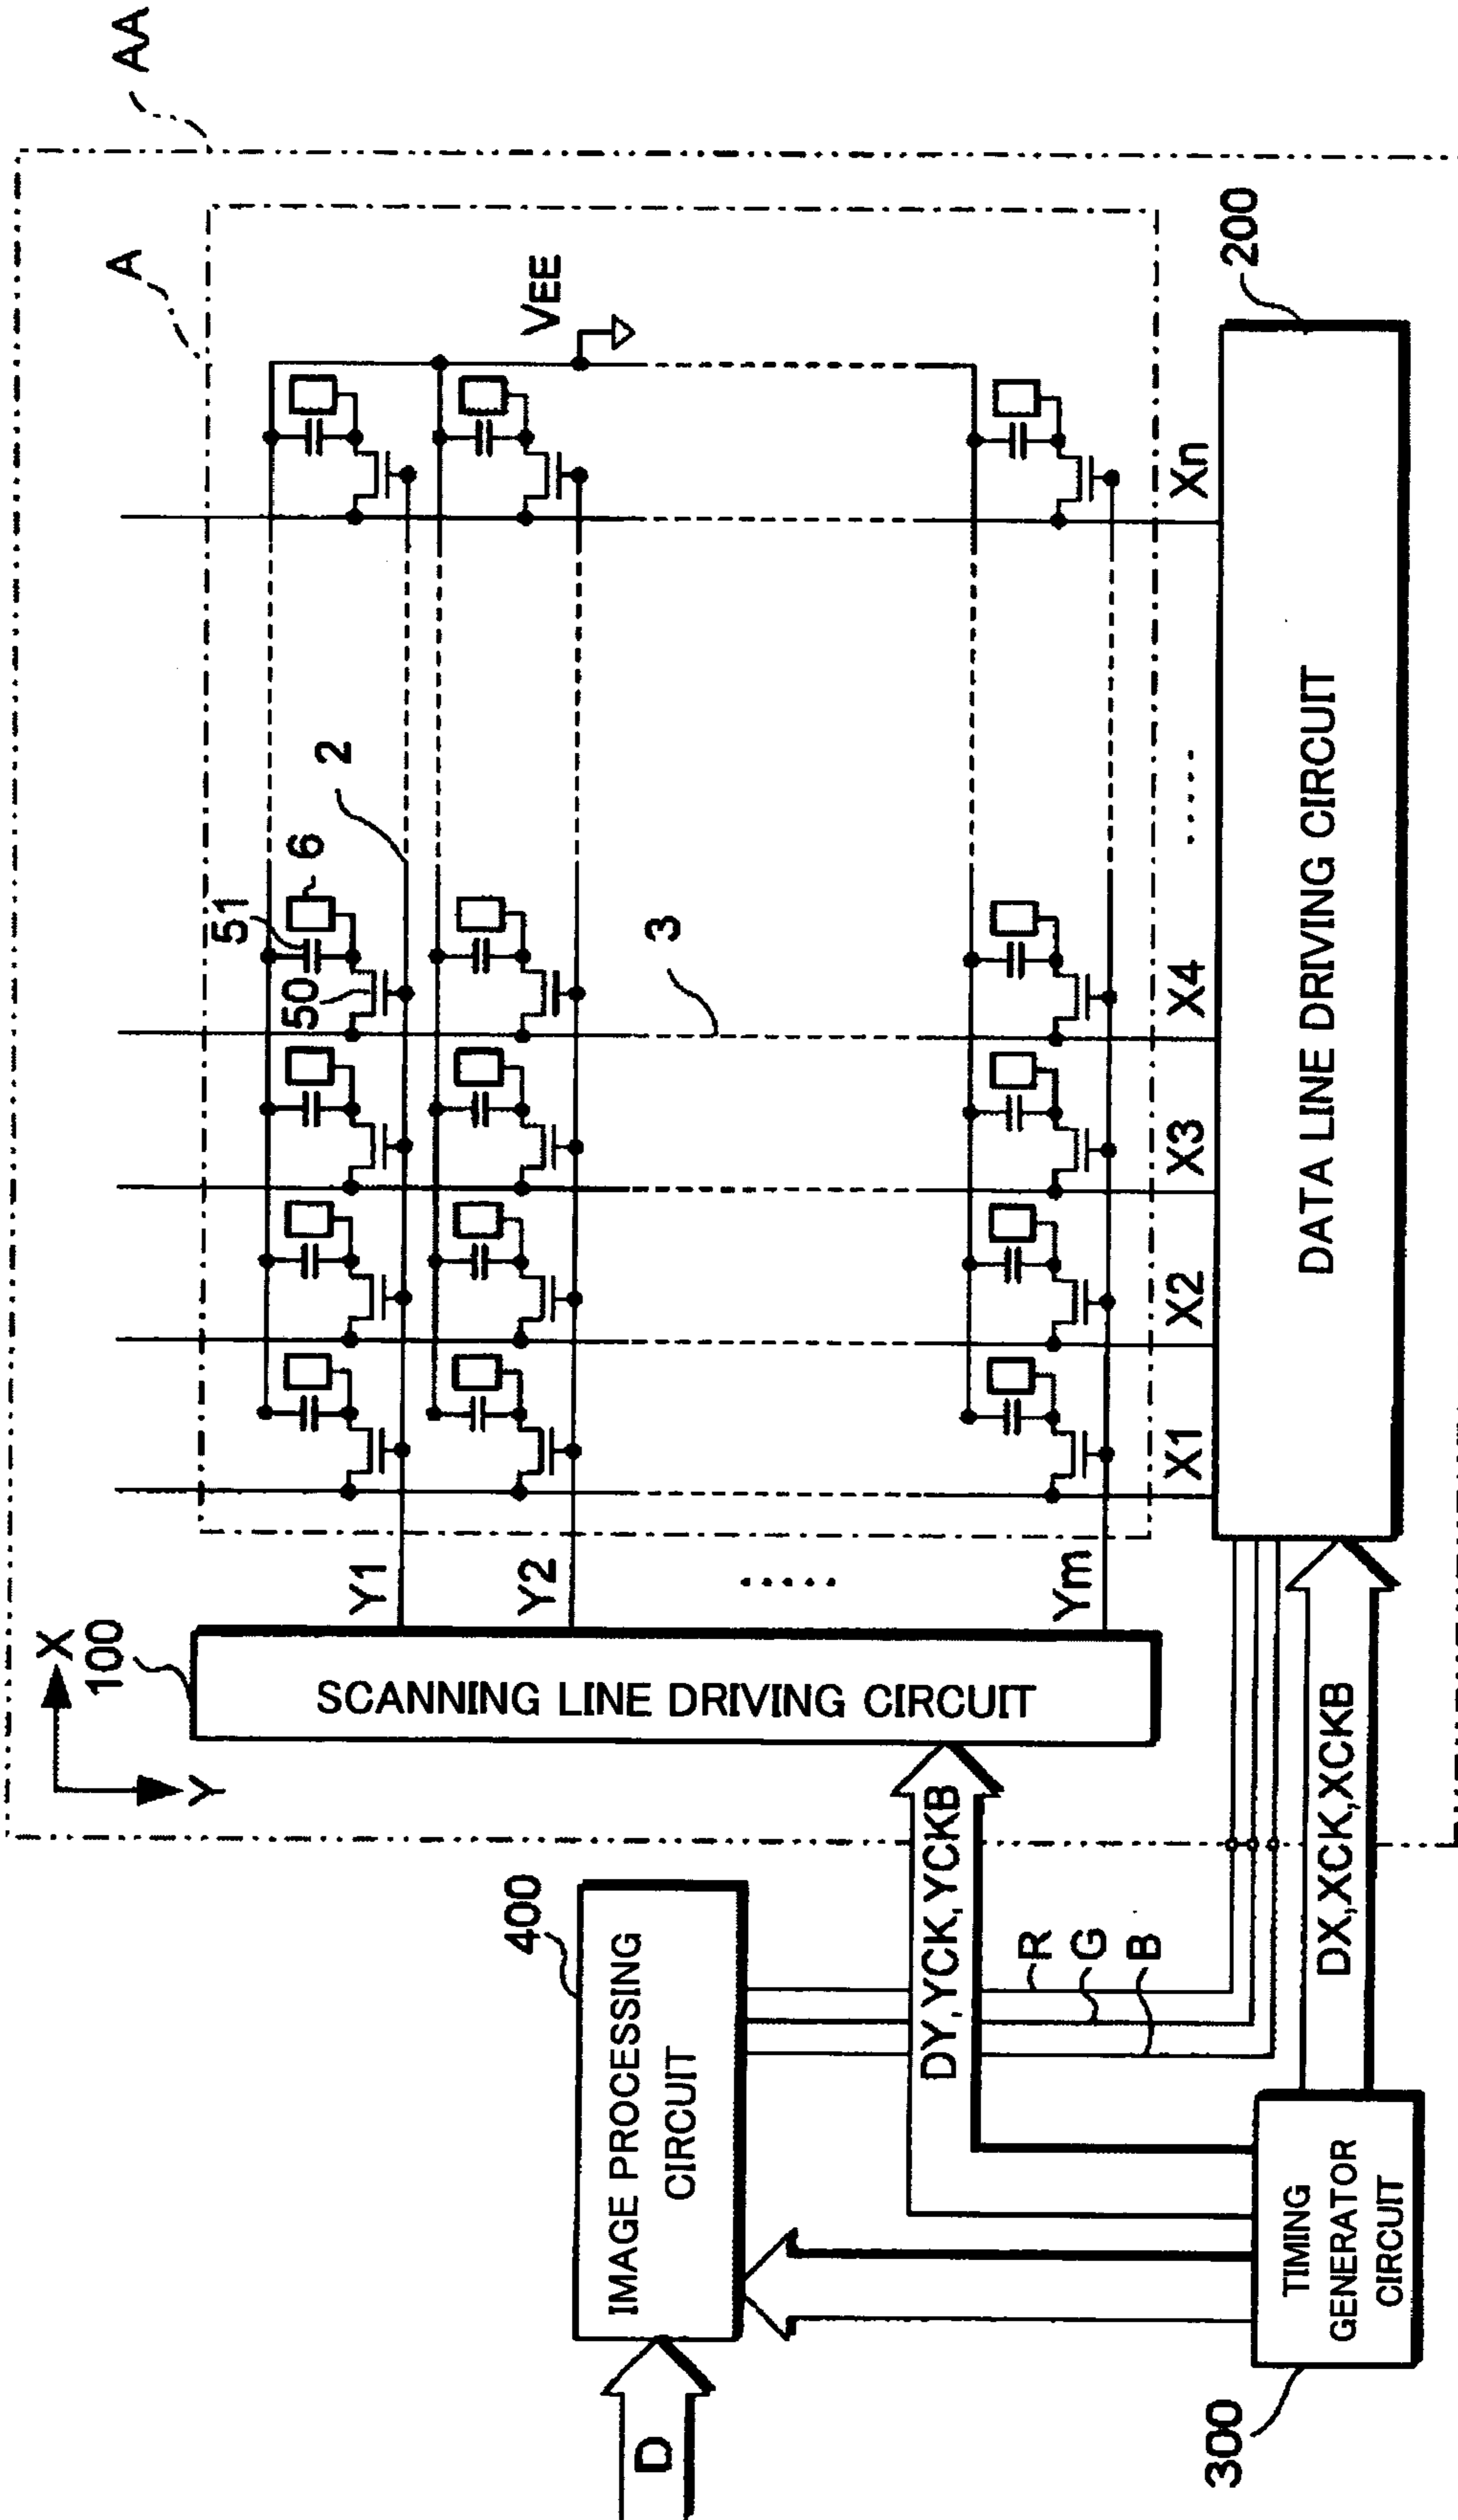 AA
A
X
Y
100
SCANNING LINE DRIVING CIRCUIT
Y1
Y2
.....
Ym
51
6
50
2
3
VEE
X1
X2
X3
X4
.....
Xn
200
DATA LINE DRIVING CIRCUIT
400
IMAGE PROCESSING
CIRCUIT
D
DY,YCK,YCKB
R
G
B
DX,XCK,XCKB
300
TIMING
GENERATOR
CIRCUIT